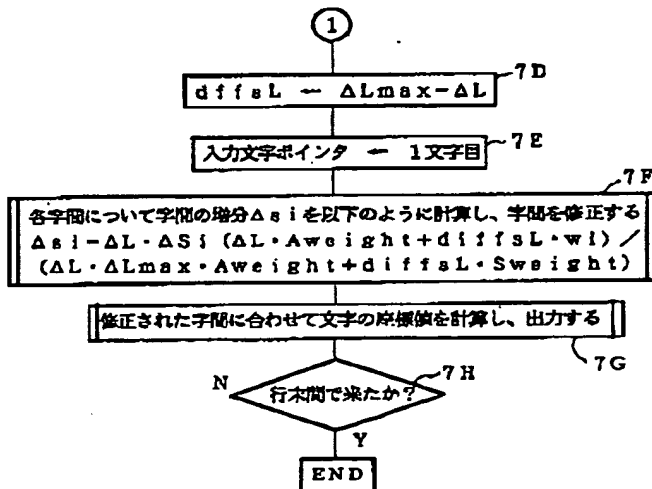 1
7D
dffsL ← ΔLmax-ΔL
7E
入力文字ポインタ ← 1文字目
7F
各字間について字間の増分Δsiを以下のように計算し、字間を修正する
Δsi-ΔL・ΔSi(ΔL・Aweight+diffsL・wi)/
(ΔL・ΔLmax・Aweight+diffsL・Sweight)
修正された字間に合わせて文字の座標値を計算し、出力する
7G
7H
N
行末間で来たか?
Y
END